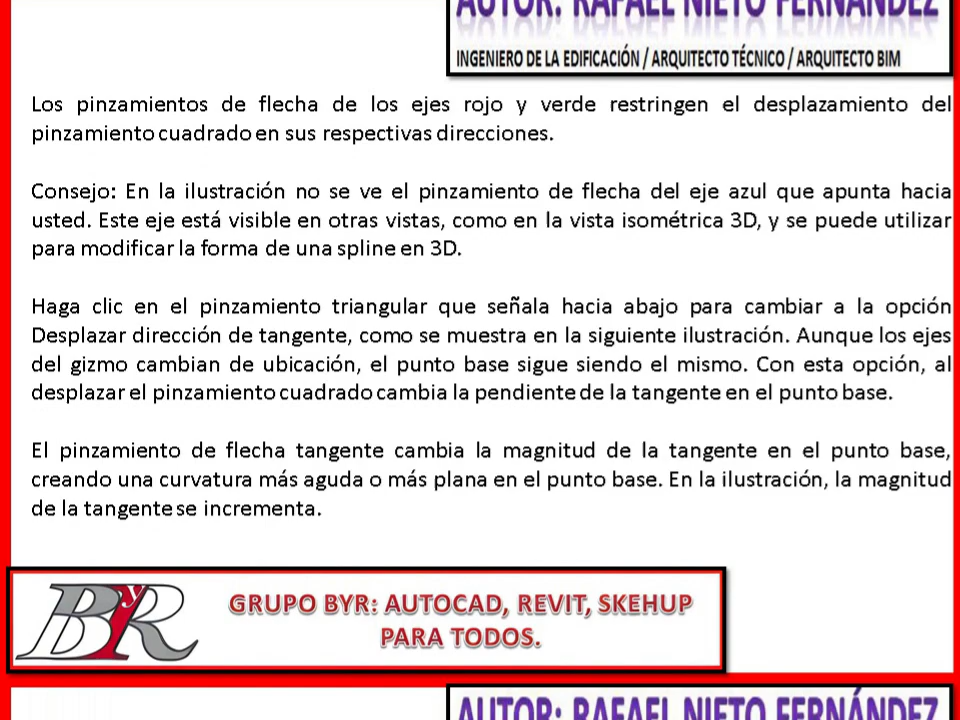 AUTOR: RAFAEL NIETO FERNÁNDEZ
INGENIERO DE LA EDIFICACIÓN / ARQUITECTO TÉCNICO / ARQUITECTO BIM
Los pinzamientos de flecha de los ejes rojo y verde restringen el desplazamiento del
pinzamiento cuadrado en sus respectivas direcciones.
Consejo: En la ilustración no se ve el pinzamiento de flecha del eje azul que apunta hacia
usted. Este eje está visible en otras vistas, como en la vista isométrica 3D, y se puede utilizar
para modificar la forma de una spline en 3D.
Haga clic en el pinzamiento triangular que señala hacia abajo para cambiar a la opción
Desplazar dirección de tangente, como se muestra en la siguiente ilustración. Aunque los ejes
del gizmo cambian de ubicación, el punto base sigue siendo el mismo. Con esta opción, al
desplazar el pinzamiento cuadrado cambia la pendiente de la tangente en el punto base.
El pinzamiento de flecha tangente cambia la magnitud de la tangente en el punto base,
creando una curvatura más aguda o más plana en el punto base. En la ilustración, la magnitud
de la tangente se incrementa.
ByR
GRUPO BYR: AUTOCAD, REVIT, SKEHUP
PARA TODOS.
AUTOR: RAFAEL NIETO FERNÁNDEZ